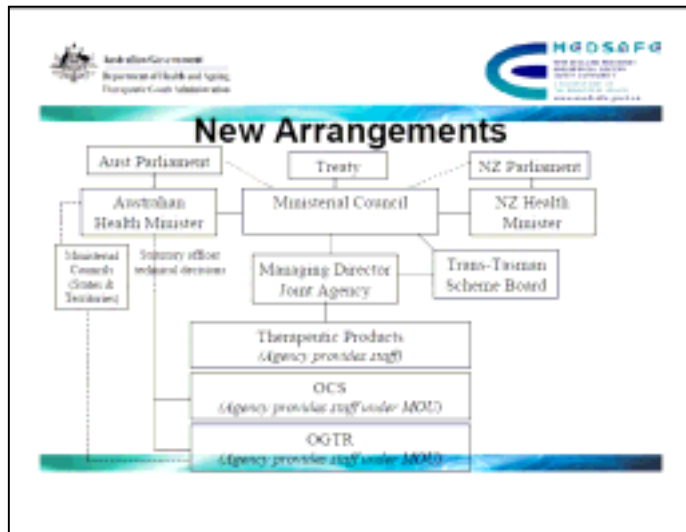 Australian Government
Department of Health and Ageing
Therapeutic Goods Administration
MEDSAFE
New Arrangements
Aust Parliament
Treaty
NZ Parliament
Australian
Health Minister
Ministerial Council
NZ Health
Minister
Ministerial
Councils
(States &
Territories)
Statutory officer
technical decisions
Managing Director
Joint Agency
Trans-Tasman
Scheme Board
Therapeutic Products
(Agency provides staff)
OCS
(Agency provides staff under MOU)
OGTR
(Agency provides staff under MOU)